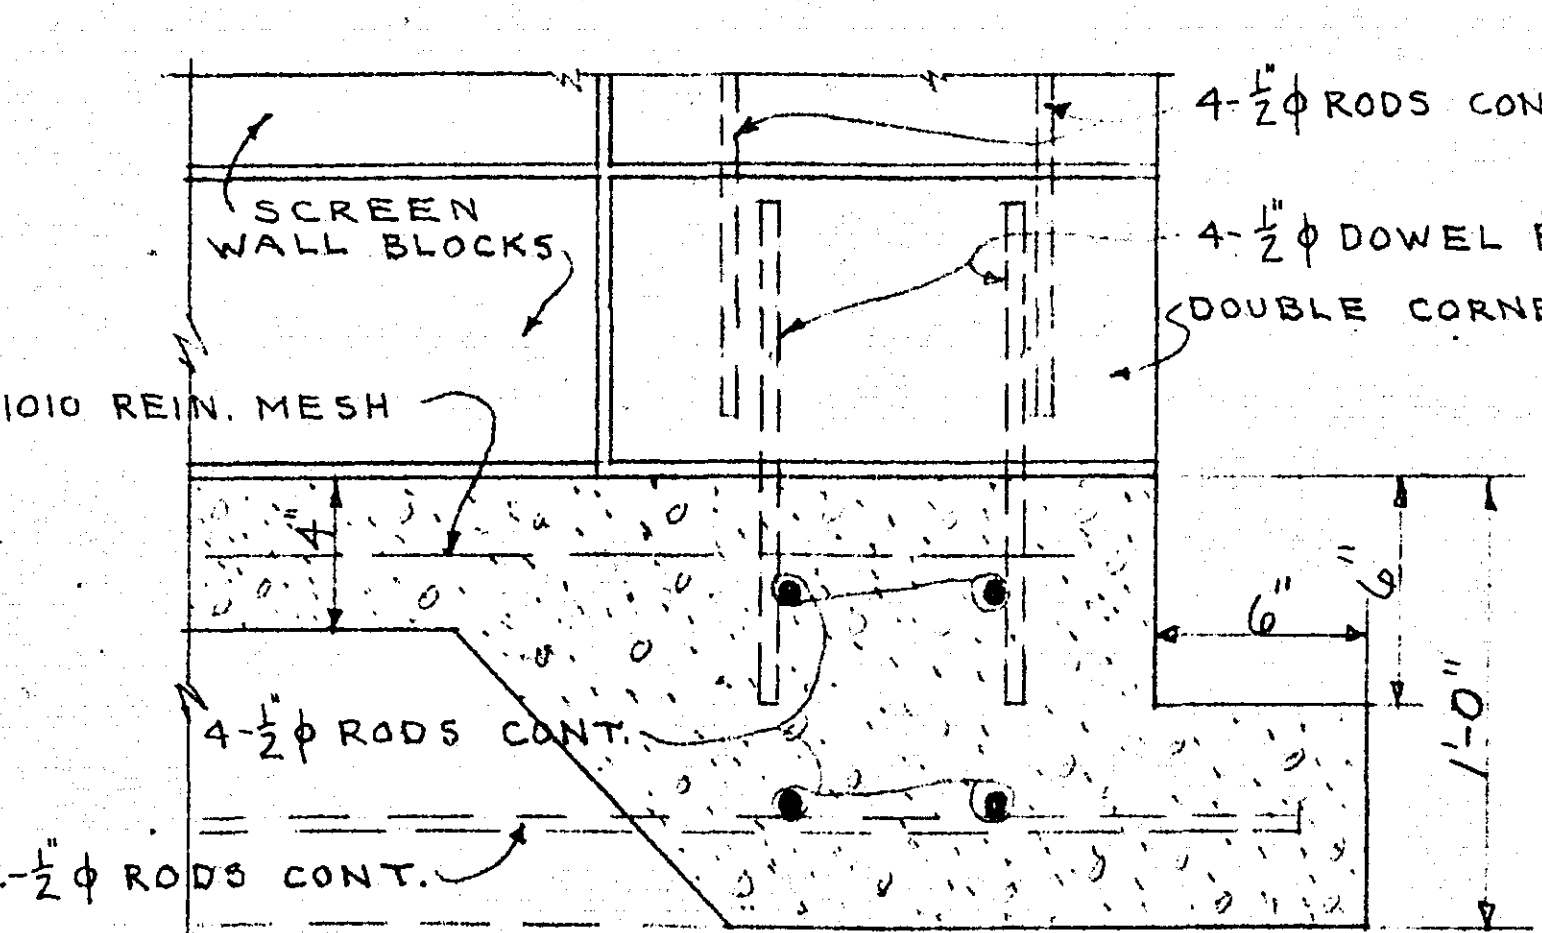 4-½"ϕ RODS CON
SCREEN
WALL BLOCKS
4-½"ϕ DOWEL
DOUBLE CORNE
1010 REIN. MESH
4"
6"
6"
1'-0"
4-½"ϕ RODS CONT.
-½"ϕ RODS CONT.